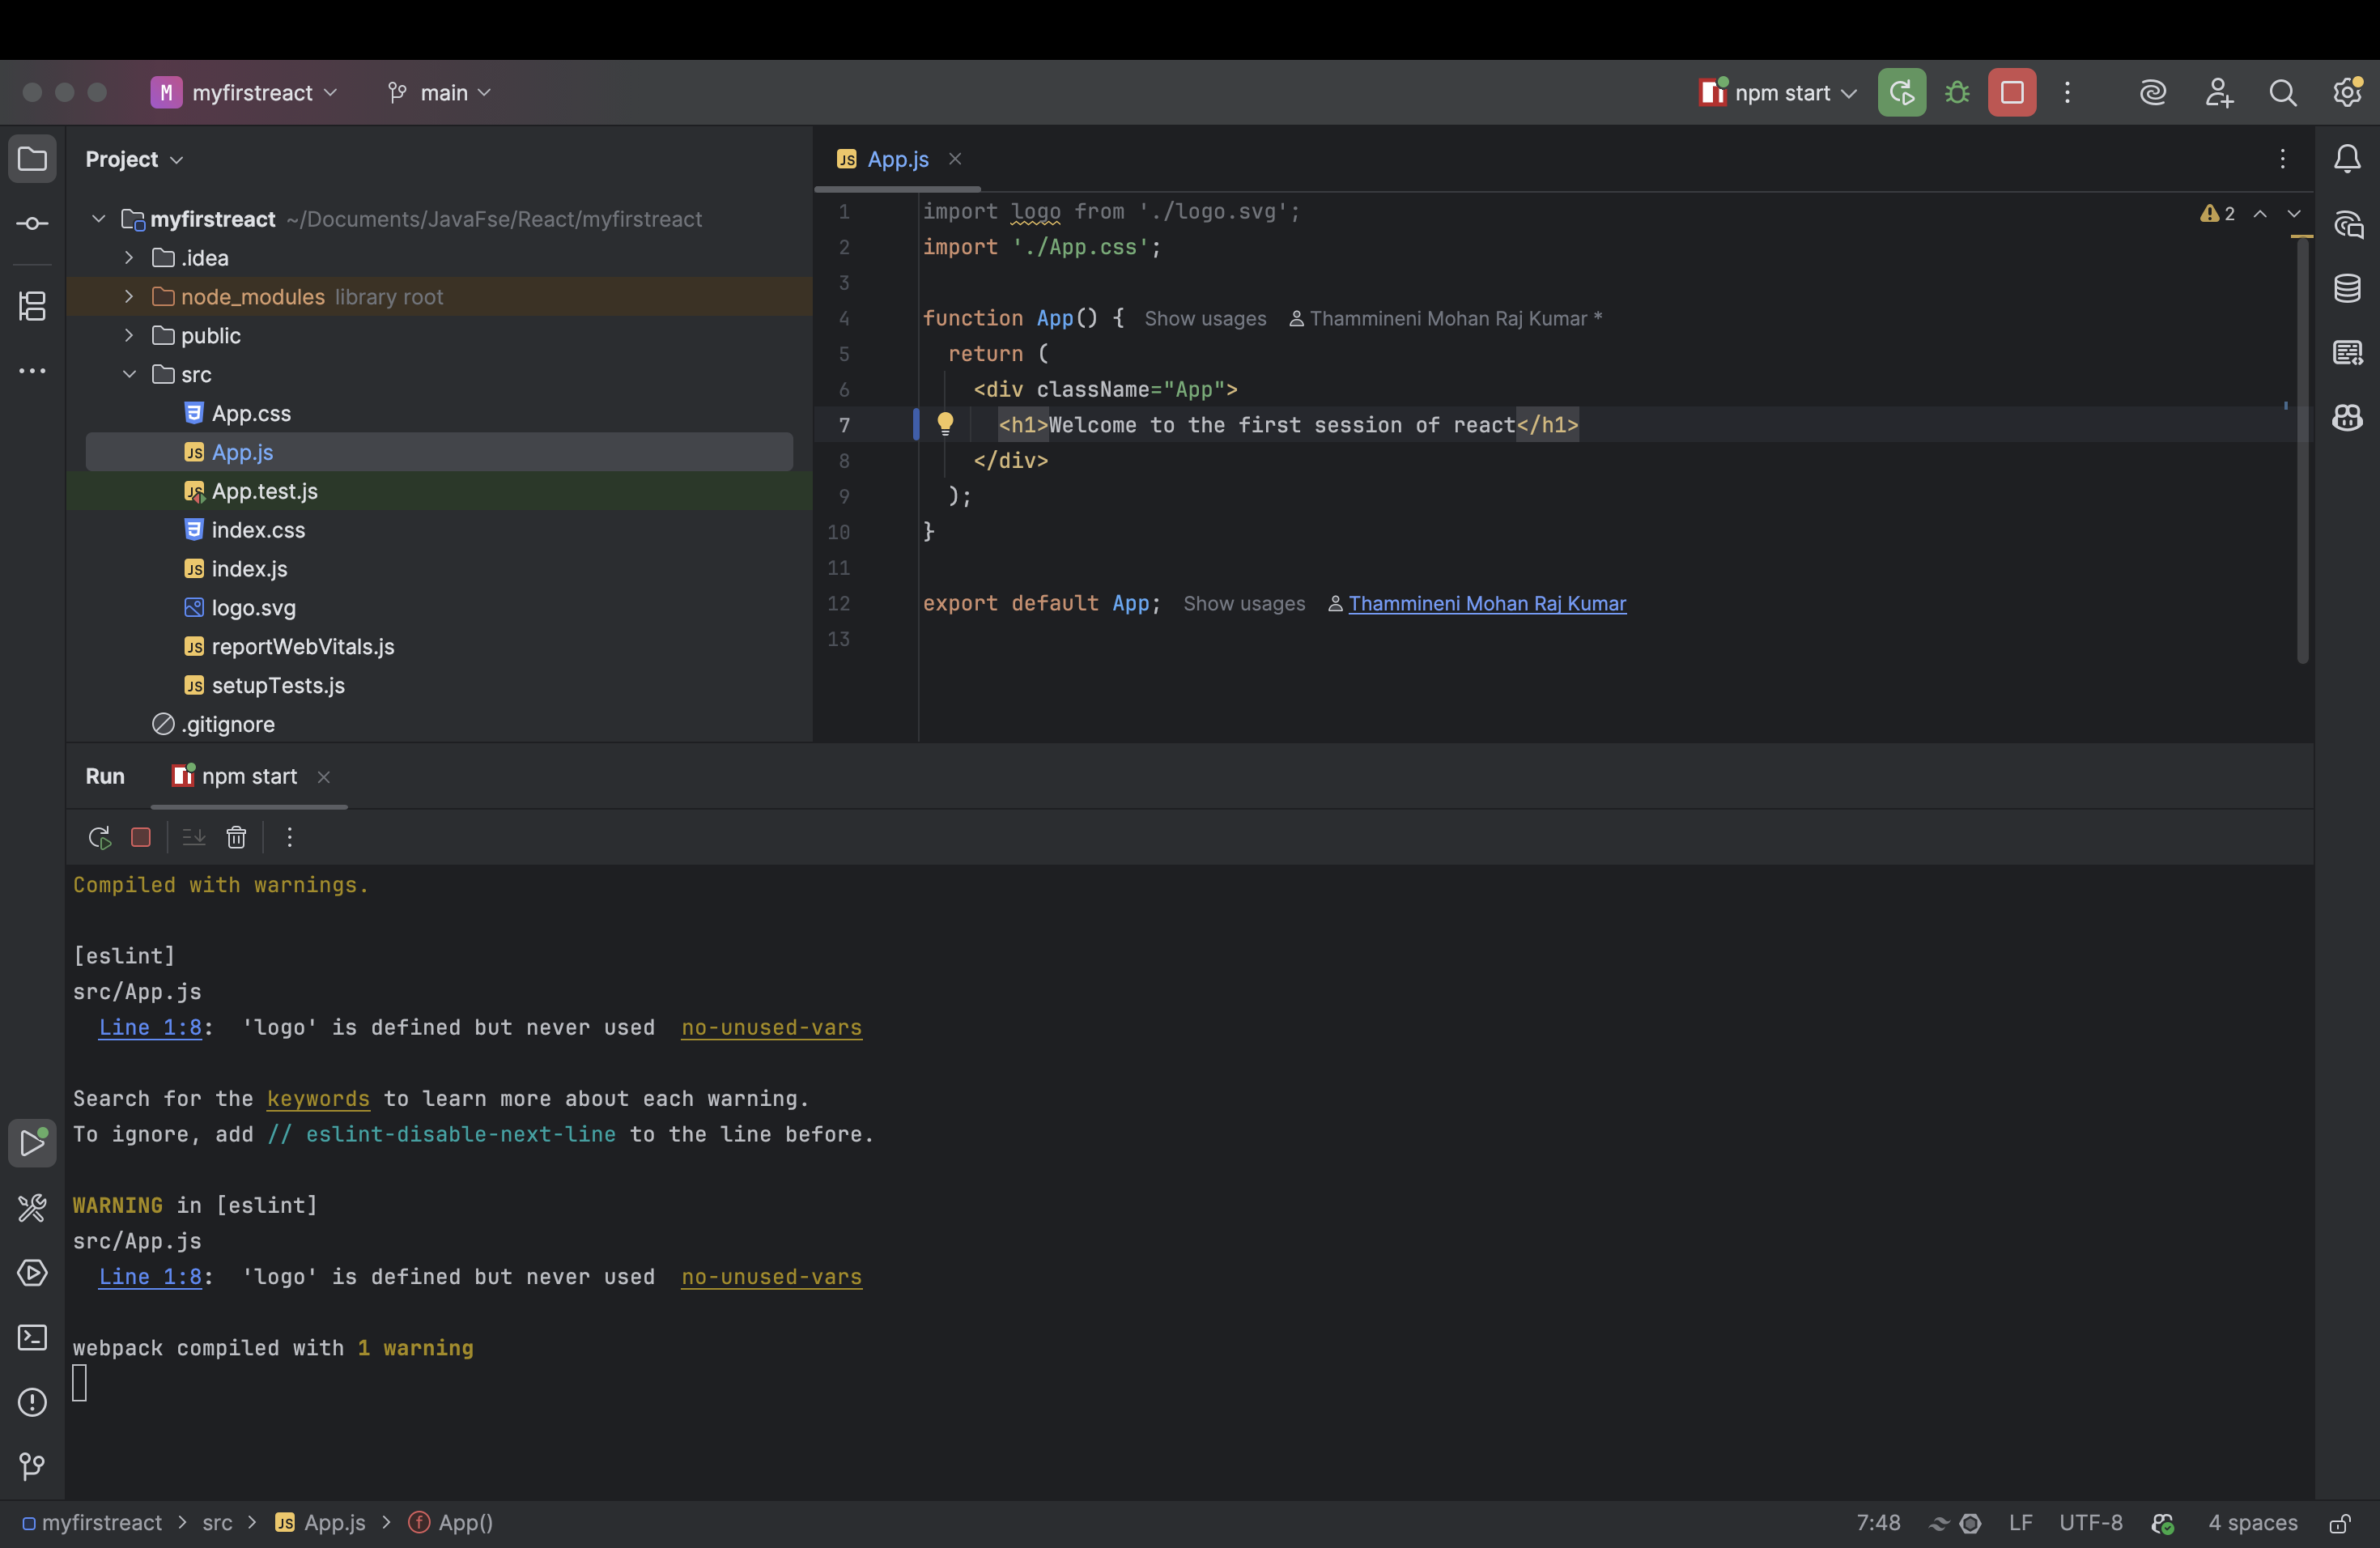 M myfirstreact main npm start
Project
App.js
myfirstreact ~/Documents/JavaFse/React/myfirstreact
.idea
node_modules library root
public
src
App.css
App.js
App.test.js
index.css
index.js
logo.svg
reportWebVitals.js
setupTests.js
.gitignore
1 import logo from './logo.svg';
2 import './App.css';
3
4 function App() { Show usages Thammineni Mohan Raj Kumar *
5 return (
6 <div className="App">
7 <h1>Welcome to the first session of react</h1>
8 </div>
9 );
10 }
11
12 export default App; Show usages Thammineni Mohan Raj Kumar
13
2
Run npm start
Compiled with warnings.
[eslint]
src/App.js
Line 1:8: 'logo' is defined but never used no-unused-vars
Search for the keywords to learn more about each warning.
To ignore, add // eslint-disable-next-line to the line before.
WARNING in [eslint]
src/App.js
Line 1:8: 'logo' is defined but never used no-unused-vars
webpack compiled with 1 warning
myfirstreact > src > JS App.js > f App()
7:48 LF UTF-8 4 spaces